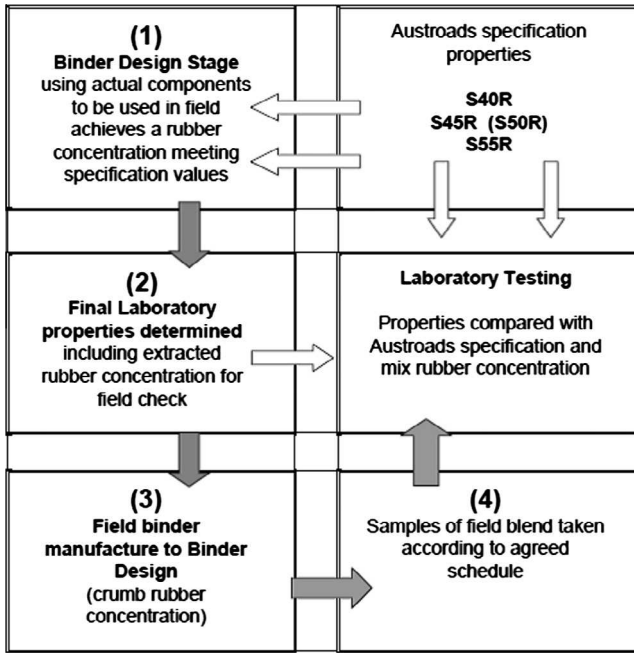 (1)
Binder Design Stage
using actual components
to be used in field
achieves a rubber
concentration meeting
specification values
Austroads specification
properties
S40R
S45R (S50R)
S55R
(2)
Final Laboratory
properties determined
including extracted
rubber concentration for
field check
Laboratory Testing
Properties compared with
Austroads specification and
mix rubber concentration
(3)
Field binder
manufacture to Binder
Design
(crumb rubber
concentration)
(4)
Samples of field blend taken
according to agreed
schedule